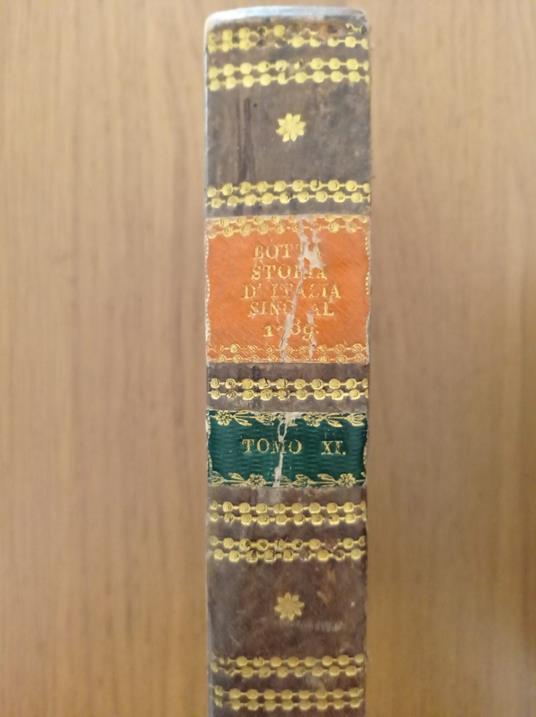 BOTTA
STORIA
D' ITALIA
SINO AL
1789.
TOMO XI.